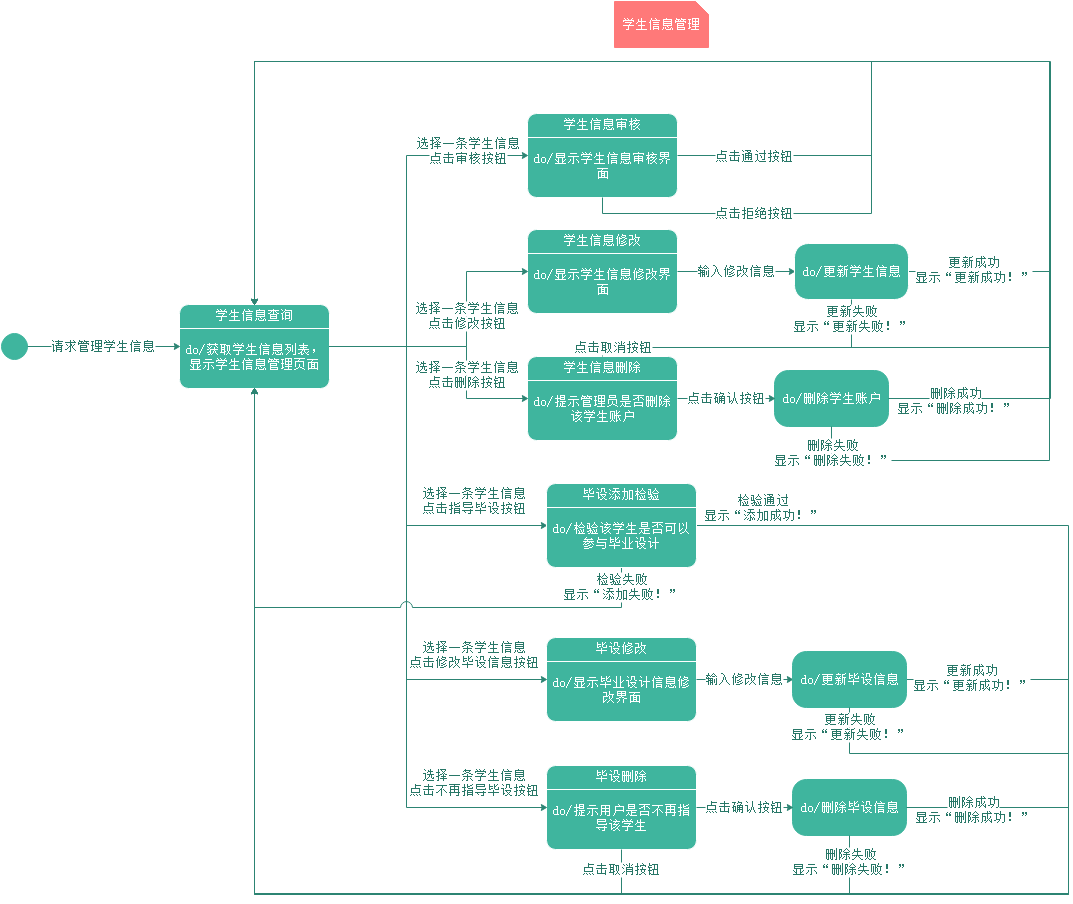 学生信息管理
选择一条学生信息
点击审核按钮
学生信息审核
do/显示学生信息审核界
面
点击通过按钮
点击拒绝按钮
选择一条学生信息
点击修改按钮
学生信息修改
do/显示学生信息修改界
面
输入修改信息
do/更新学生信息
更新成功
显示“更新成功！”
更新失败
显示“更新失败！”
请求管理学生信息
学生信息查询
do/获取学生信息列表，
显示学生信息管理页面
点击取消按钮
选择一条学生信息
点击删除按钮
学生信息删除
do/提示管理员是否删除
该学生账户
点击确认按钮
do/删除学生账户
删除成功
显示“删除成功！”
删除失败
显示“删除失败！”
选择一条学生信息
点击指导毕设按钮
毕设添加检验
do/检验该学生是否可以
参与毕业设计
检验通过
显示“添加成功！”
检验失败
显示“添加失败！”
选择一条学生信息
点击修改毕设信息按钮
毕设修改
do/显示毕业设计信息修
改界面
输入修改信息
do/更新毕设信息
更新成功
显示“更新成功！”
更新失败
显示“更新失败！”
选择一条学生信息
点击不再指导毕设按钮
毕设删除
do/提示用户是否不再指
导该学生
点击确认按钮
do/删除毕设信息
删除成功
显示“删除成功！”
删除失败
显示“删除失败！”
点击取消按钮